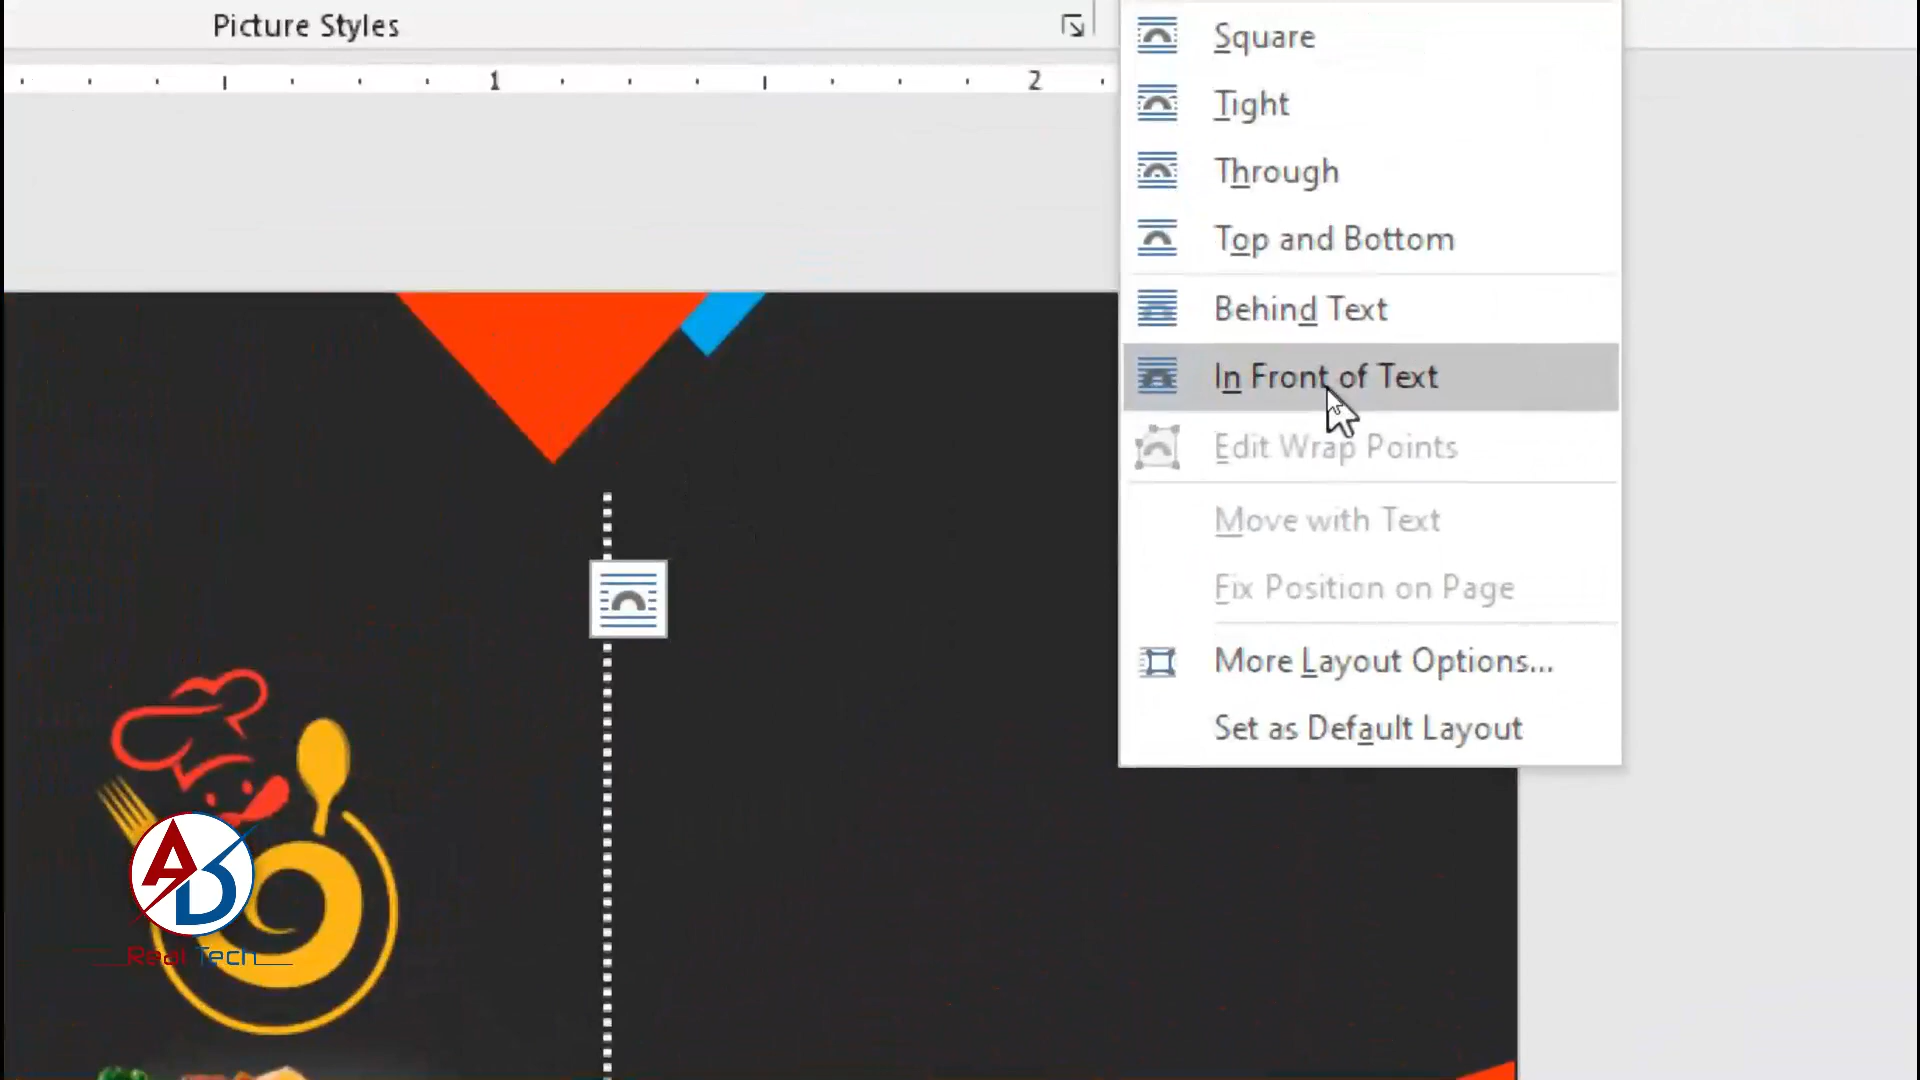 Picture Styles
1 2
Square
Tight
Through
Top and Bottom
Behind Text
In Front of Text
Edit Wrap Points
Move with Text
Fix Position on Page
More Layout Options...
Set as Default Layout
AD
Real Tech